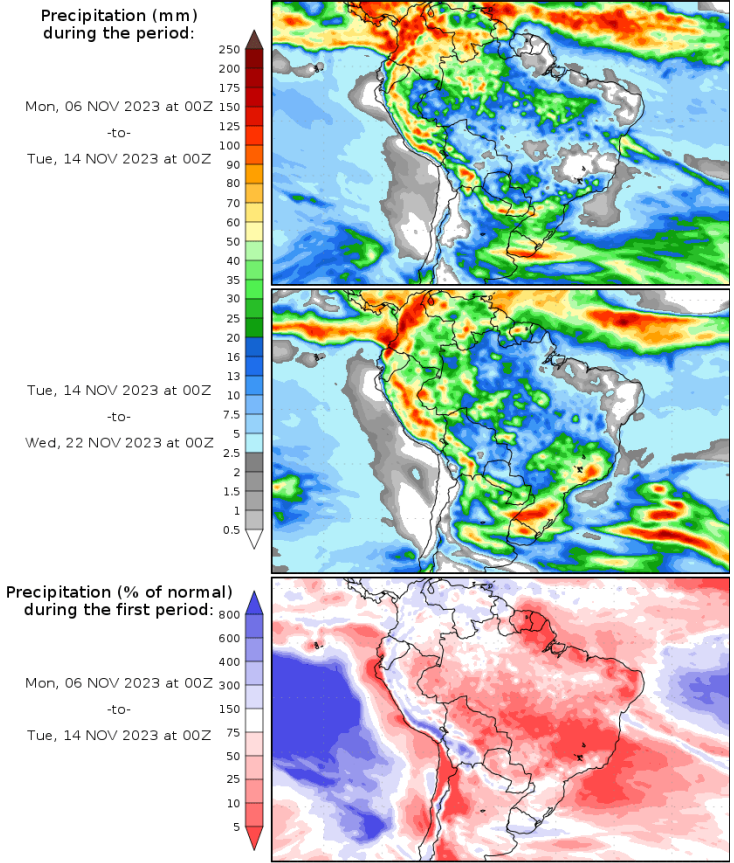 Precipitation (mm)
during the period:
250
200
175
150
125
100
90
80
70
60
50
40
35
30
25
20
16
13
10
7.5
5
2.5
2
1.5
1
0.5
Mon, 06 NOV 2023 at 00Z
-to-
Tue, 14 NOV 2023 at 00Z
Tue, 14 NOV 2023 at 00Z
-to-
Wed, 22 NOV 2023 at 00Z
Precipitation (% of normal)
during the first period:
800
600
400
300
150
75
50
25
10
5
Mon, 06 NOV 2023 at 00Z
-to-
Tue, 14 NOV 2023 at 00Z